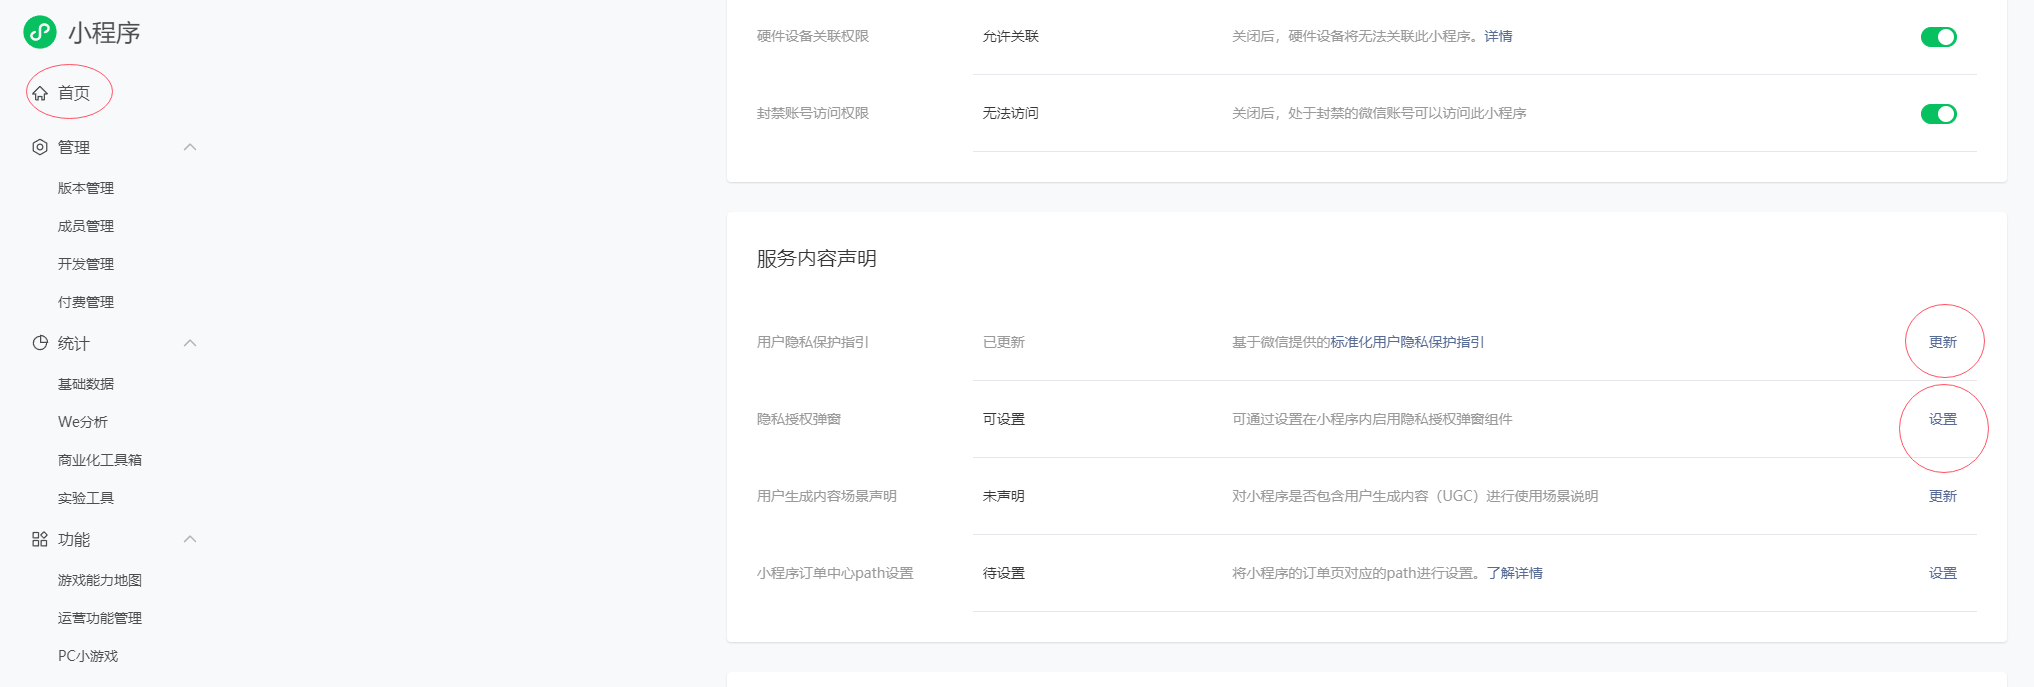 小程序
首页
管理
版本管理
成员管理
开发管理
付费管理
统计
基础数据
We分析
商业化工具箱
实验工具
功能
游戏能力地图
运营功能管理
PC小游戏
硬件设备关联权限 允许关联 关闭后，硬件设备将无法关联此小程序。详情
封禁账号访问权限 无法访问 关闭后，处于封禁的微信账号可以访问此小程序
服务内容声明
用户隐私保护指引 已更新 基于微信提供的标准化用户隐私保护指引 更新
隐私授权弹窗 可设置 可通过设置在小程序内启用隐私授权弹窗组件 设置
用户生成内容场景声明 未声明 对小程序是否包含用户生成内容（UGC）进行使用场景说明 更新
小程序订单中心path设置 待设置 将小程序的订单页对应的path进行设置。了解详情 设置